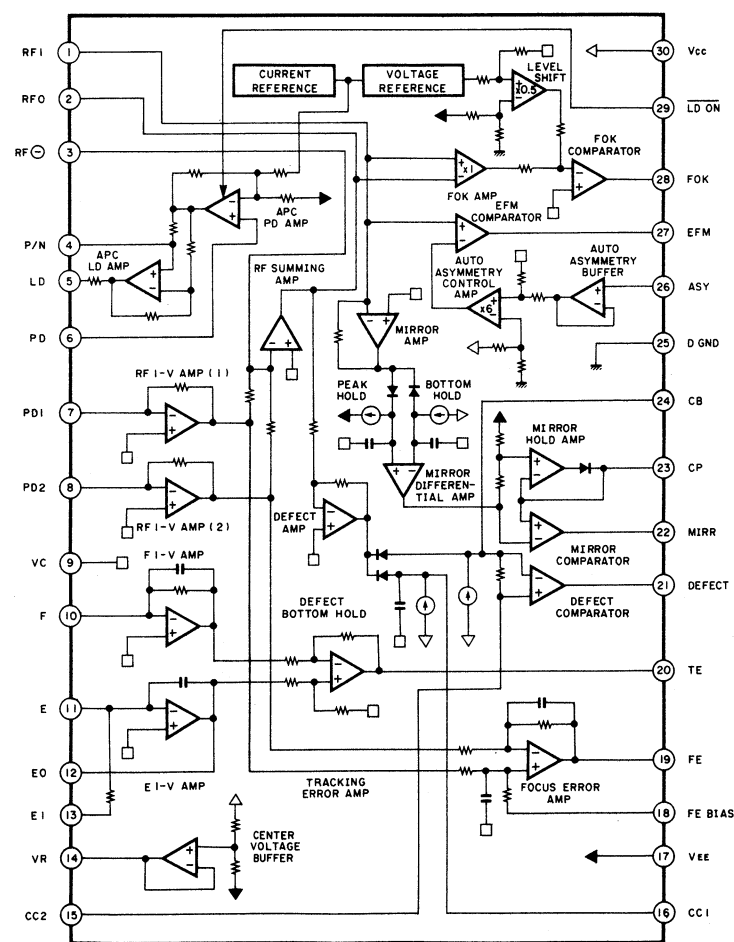 RFI
1
30
Vcc
RFO
2
29
LD ON
RF⊖
3
28
FOK
P/N
4
27
EFM
LD
5
26
ASY
PD
6
25
D GND
PD1
7
24
CB
PD2
8
23
CP
VC
9
22
MIRR
F
10
21
DEFECT
E
11
20
TE
EO
12
19
FE
EI
13
18
FE BIAS
VR
14
17
VEE
CC2
15
16
CC1
CURRENT
REFERENCE
VOLTAGE
REFERENCE
LEVEL
SHIFT
+
−
x0.5
FOK
COMPARATOR
−
+
+
−
x1
FOK AMP
APC
PD AMP
−
+
EFM
COMPARATOR
+
−
APC
LD AMP
+
−
RF SUMMING AMP
−
+
AUTO
ASYMMETRY
CONTROL
AMP
x6
+
−
AUTO
ASYMMETRY
BUFFER
+
−
−
+
MIRROR
AMP
RF I-V AMP (1)
−
+
PEAK
HOLD
BOTTOM
HOLD
MIRROR
HOLD AMP
+
−
+
−
MIRROR
DIFFEREN-
TIAL AMP
RF I-V AMP (2)
−
+
DEFECT
AMP
−
+
+
−
MIRROR
COMPARATOR
F I-V AMP
−
+
−
+
DEFECT
COMPARATOR
DEFECT
BOTTOM HOLD
−
+
TRACKING
ERROR AMP
−
+
E I-V AMP
−
+
FOCUS ERROR
AMP
CENTER
VOLTAGE
BUFFER
+
−